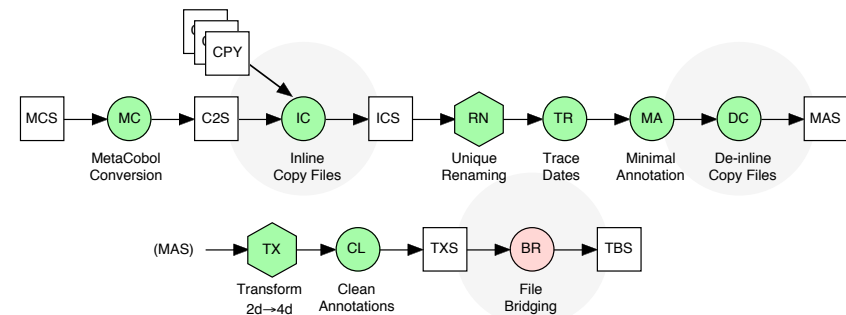 CPY
MCS MC C2S IC ICS RN TR MA DC MAS
MetaCobol Inline Unique Trace Minimal De-inline
Conversion Copy Files Renaming Dates Annotation Copy Files
(MAS) TX CL TXS BR TBS
Transform Clean File
2d→4d Annotations Bridging